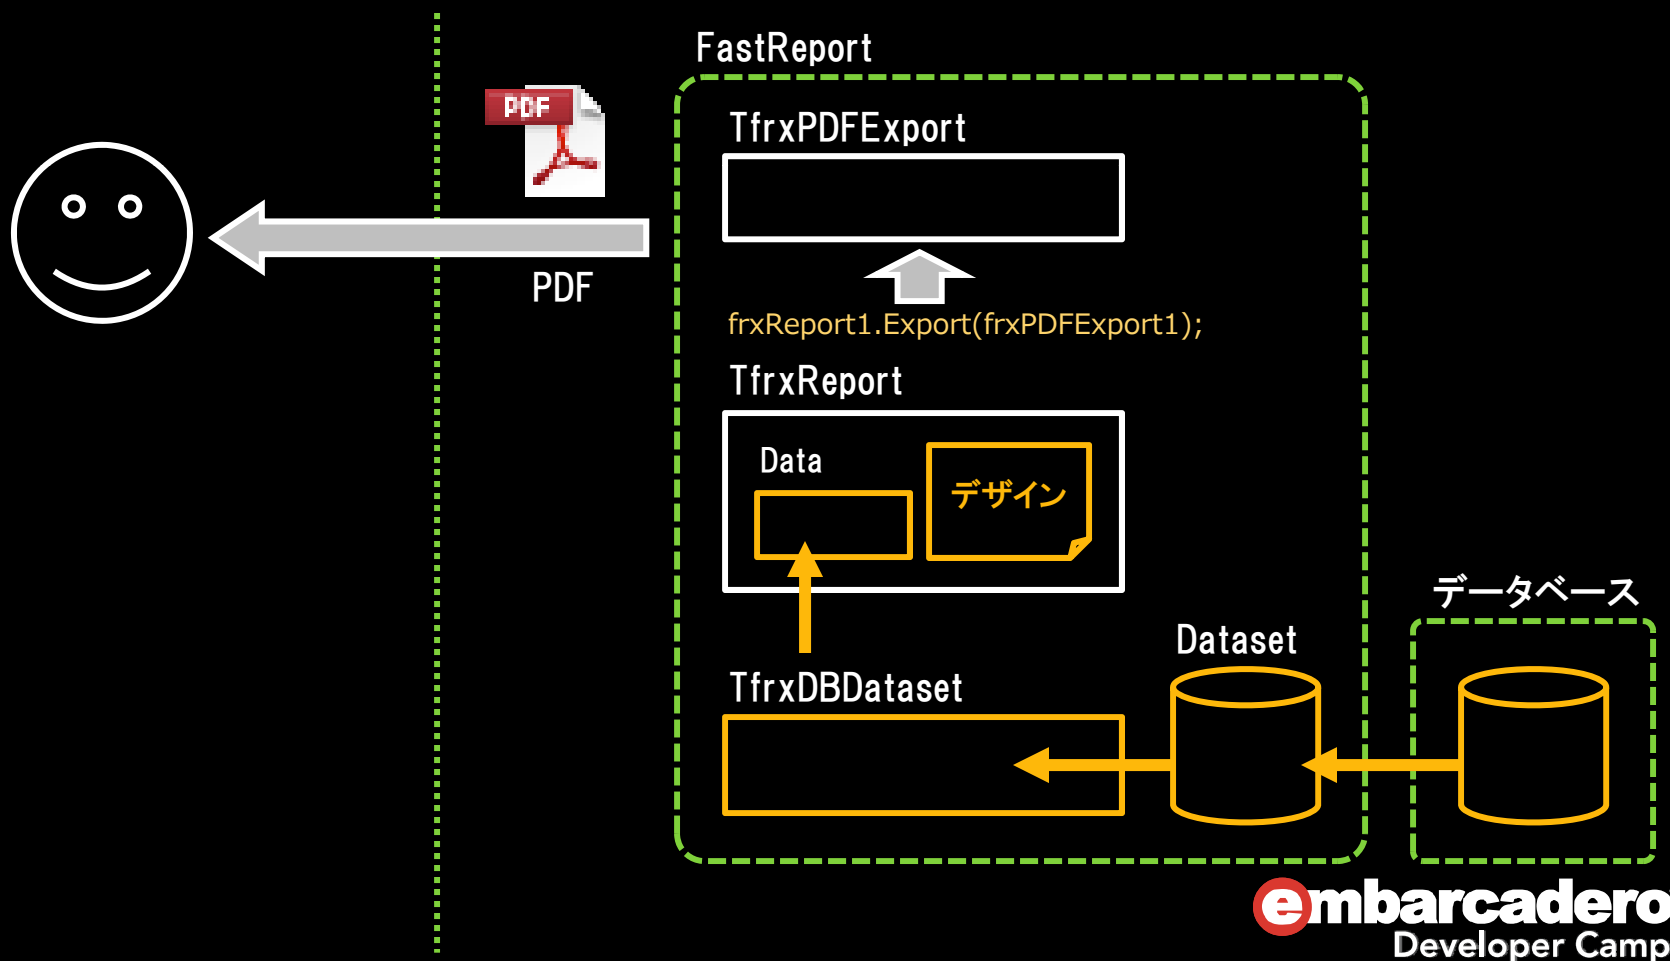 FastReport
PDF
TfrxPDFExport
PDF
frxReport1.Export(frxPDFExport1);
TfrxReport
Data
デザイン
データベース
Dataset
TfrxDBDataset
embarcadero
Developer Camp